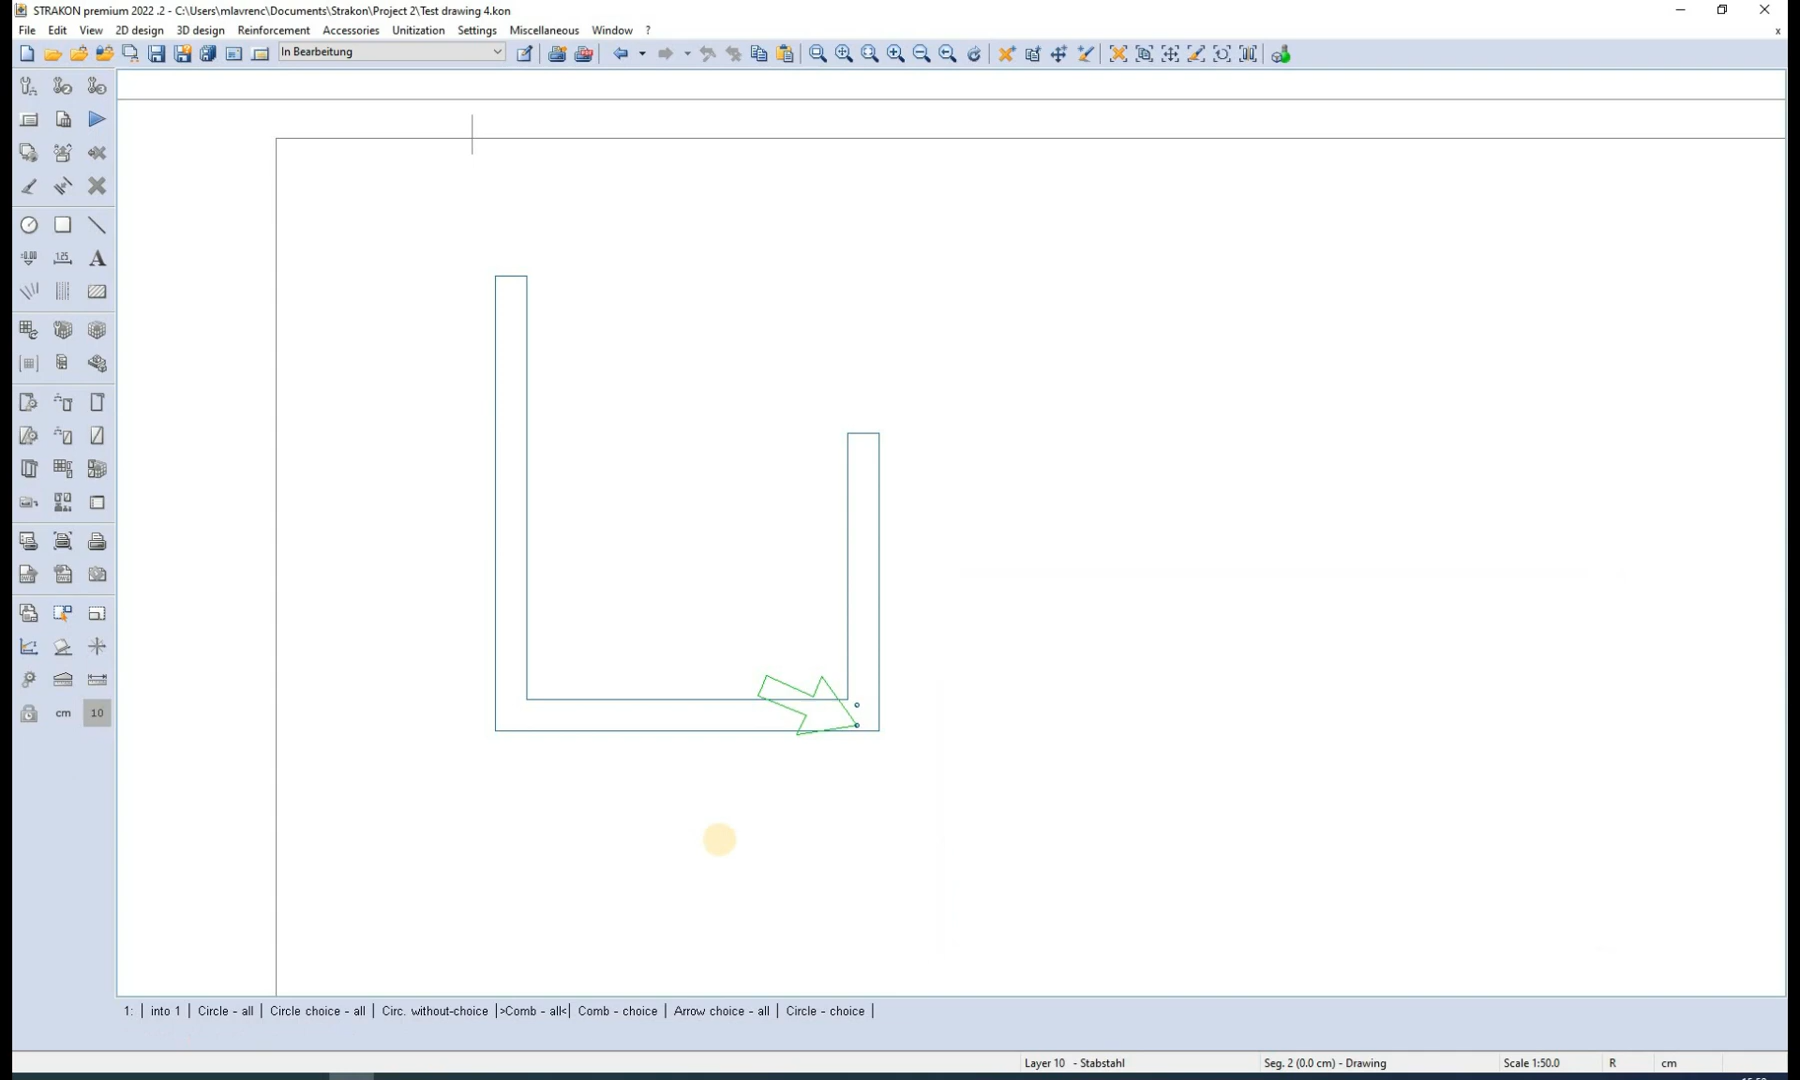 STRAKON premium 2022 .2 - C:\Users\mlavrenc\Documents\Strakon\Project 2\Test drawing 4.kon
File Edit View 2D design 3D design Reinforcement Accessories Unitization Settings Miscellaneous Window ?
In Bearbeitung
1.25
A
cm 10
1: | into 1 | Circle - all | Circle choice - all | Circ. without-choice |>Comb - all<| Comb - choice | Arrow choice - all | Circle - choice |
Layer 10 - Stabstahl Seg. 2 (0.0 cm) - Drawing Scale 1:50.0 R cm